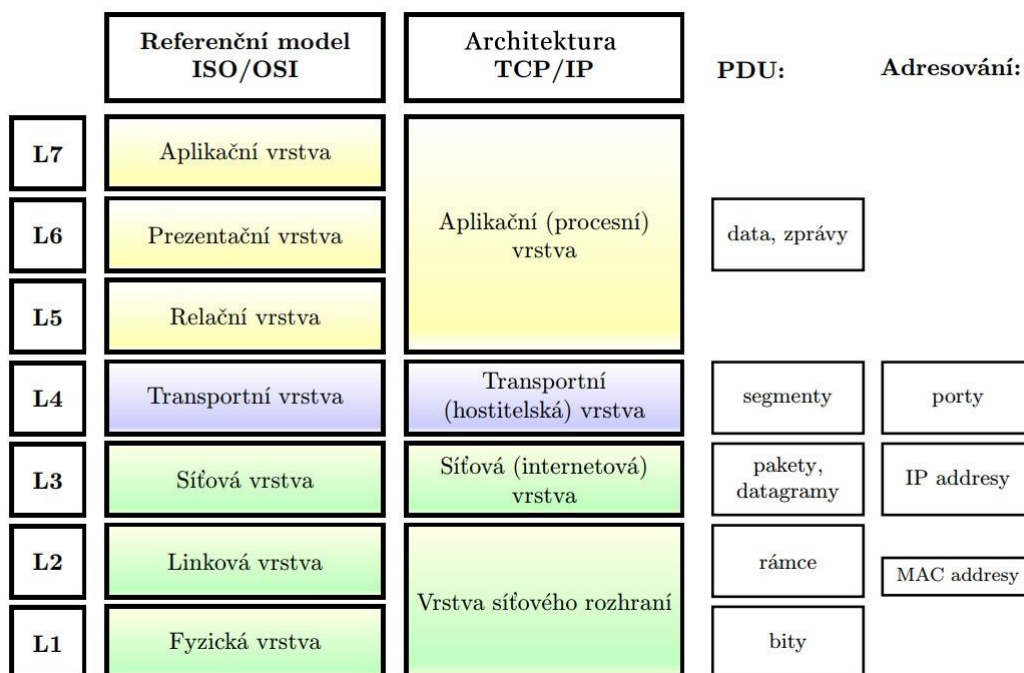 Referenční model
ISO/OSI
Architektura
TCP/IP
PDU:
Adresování:
L7
Aplikační vrstva
Aplikační (procesní)
vrstva
L6
Prezentační vrstva
data, zprávy
L5
Relační vrstva
L4
Transportní vrstva
Transportní
(hostitelská) vrstva
segmenty
porty
L3
Síťová vrstva
Síťová (internetová)
vrstva
pakety,
datagramy
IP addresy
L2
Linková vrstva
Vrstva síťového rozhraní
rámce
MAC addresy
L1
Fyzická vrstva
bity